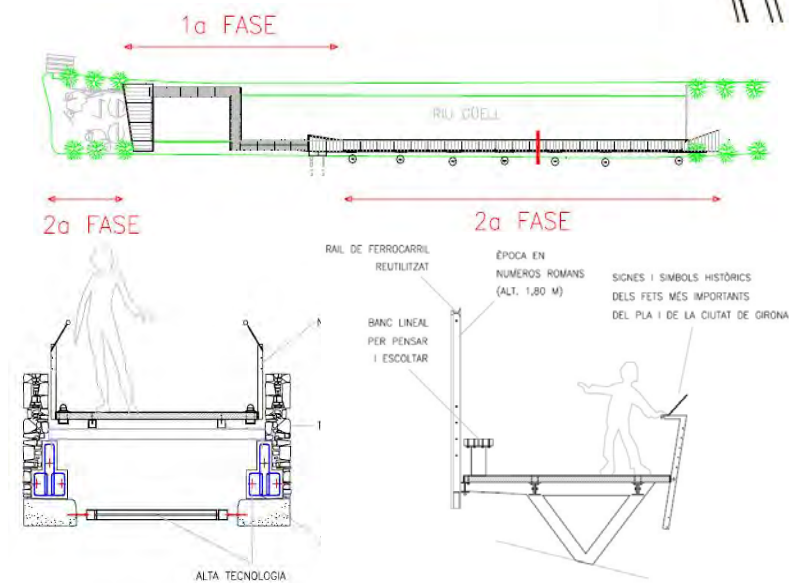 1a FASE
RIU GÜELL
2a FASE
2a FASE
RAIL DE FERROCARRIL
REUTILITZAT
ÈPOCA EN
NUMEROS ROMANS
(ALT. 1,80 M)
SIGNES I SIMBOLS HISTÒRICS
DELS FETS MÉS IMPORTANTS
DEL PLA I DE LA CIUTAT DE GIRONA
BANC LINEAL
PER PENSAR
I ESCOLTAR
ALTA TECNOLOGIA